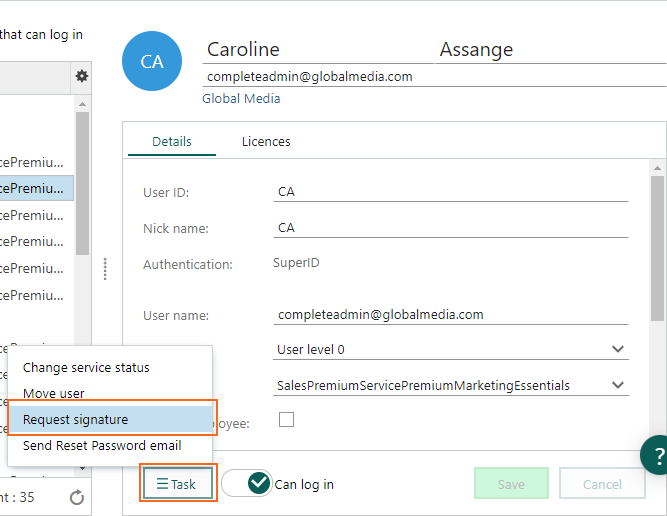 that can log in
CA
Caroline Assange
completeadmin@globalmedia.com
Global Media
Details Licences
cePremiu...
cePremiu...
cePremiu...
cePremiu...
cePremiu...
cePremiu...
User ID: CA
Nick name: CA
Authentication: SuperID
User name: completeadmin@globalmedia.com
User level 0
SalesPremiumServicePremiumMarketingEssentials
Change service status
Move user
Request signature
Send Reset Password email
Task
Can log in
Save
Cancel
?
: 35